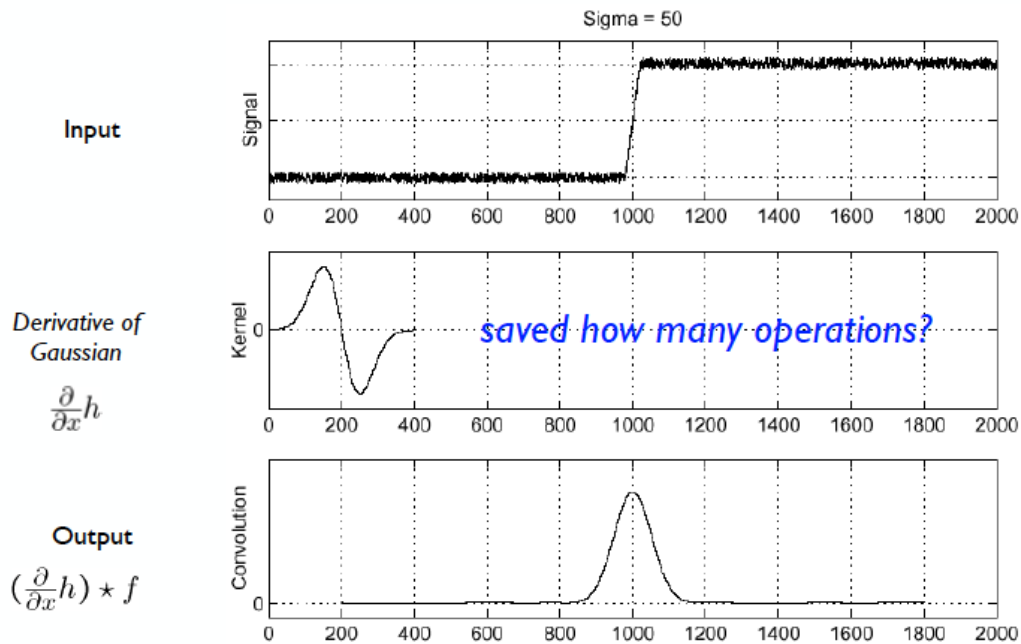 Sigma = 50
Input
Signal
0 200 400 600 800 1000 1200 1400 1600 1800 2000
Derivative of
Gaussian
∂/∂x h
Kernel
0
saved how many operations?
0 200 400 600 800 1000 1200 1400 1600 1800 2000
Output
(∂/∂x h) ⋆ f
Convolution
0
0 200 400 600 800 1000 1200 1400 1600 1800 2000